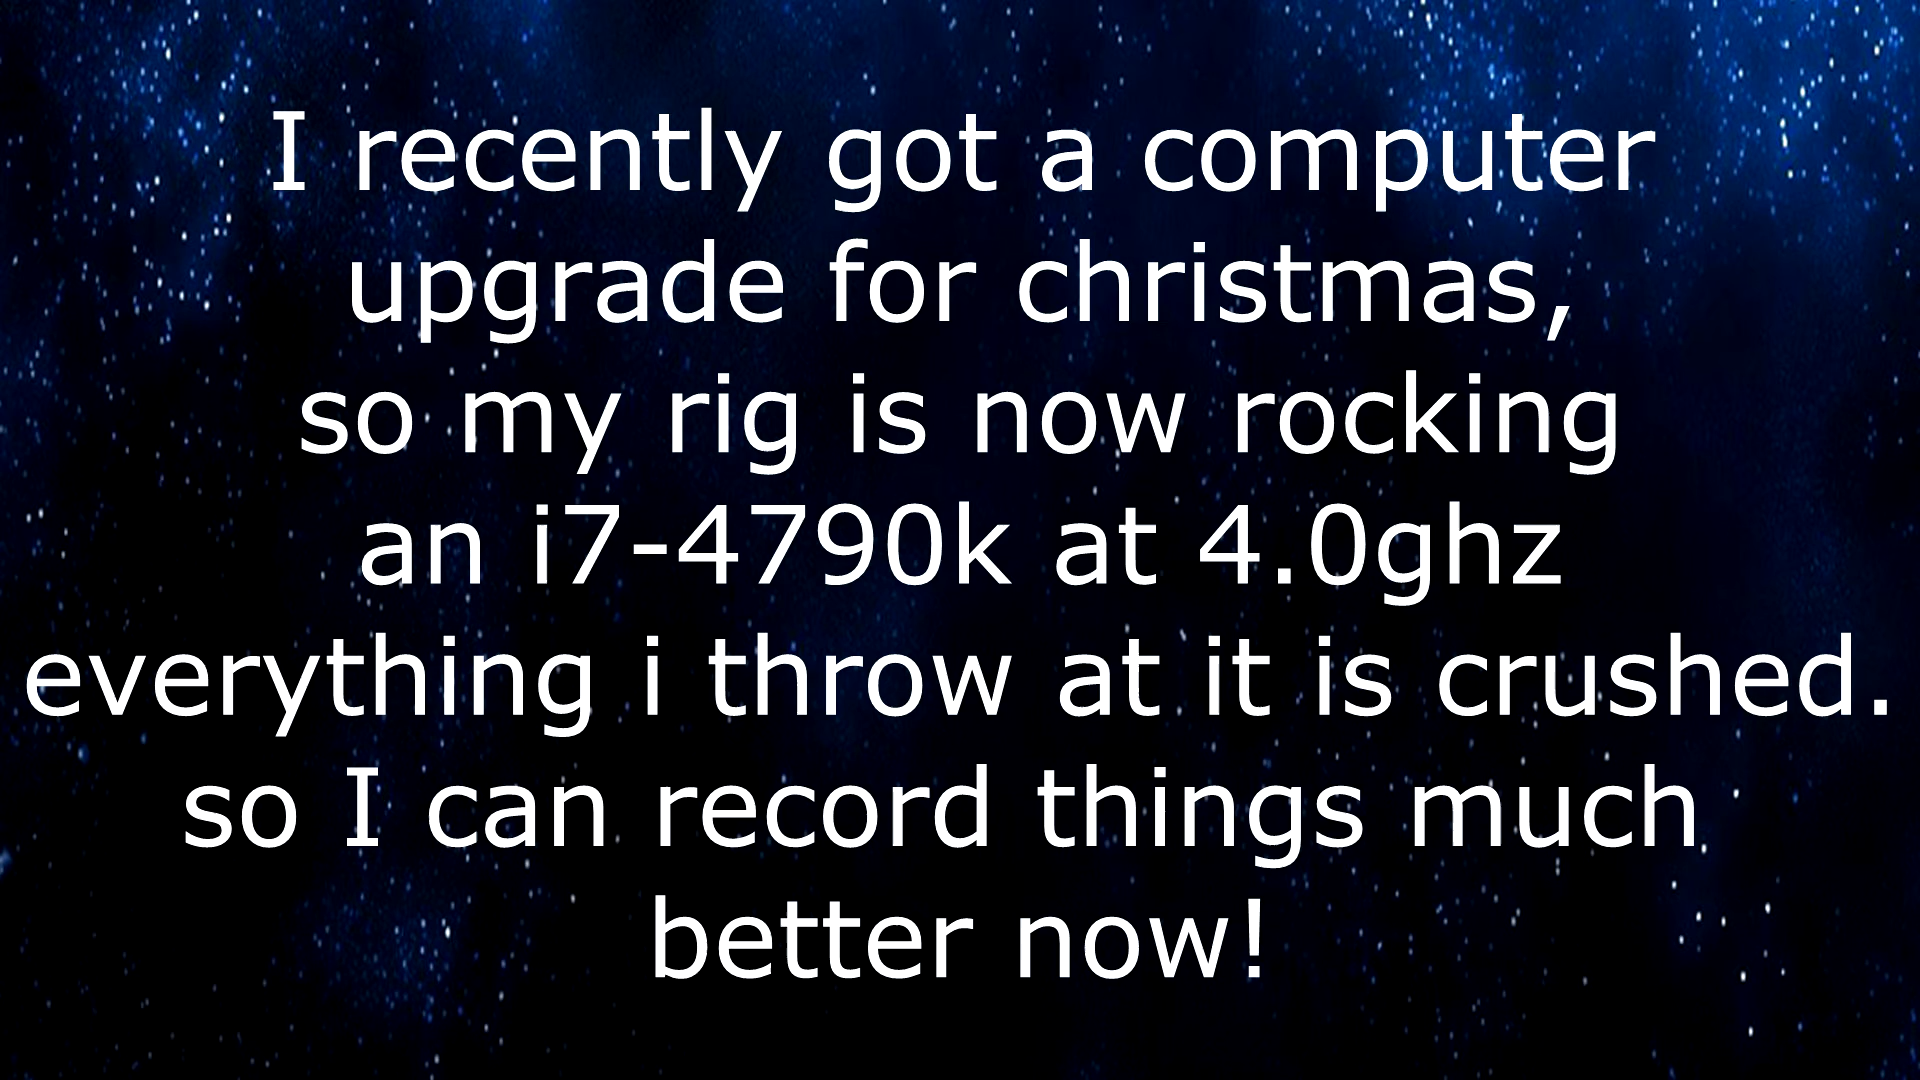 I recently got a computer
upgrade for christmas,
so my rig is now rocking
an i7-4790k at 4.0ghz
everything i throw at it is crushed.
so I can record things much
better now!